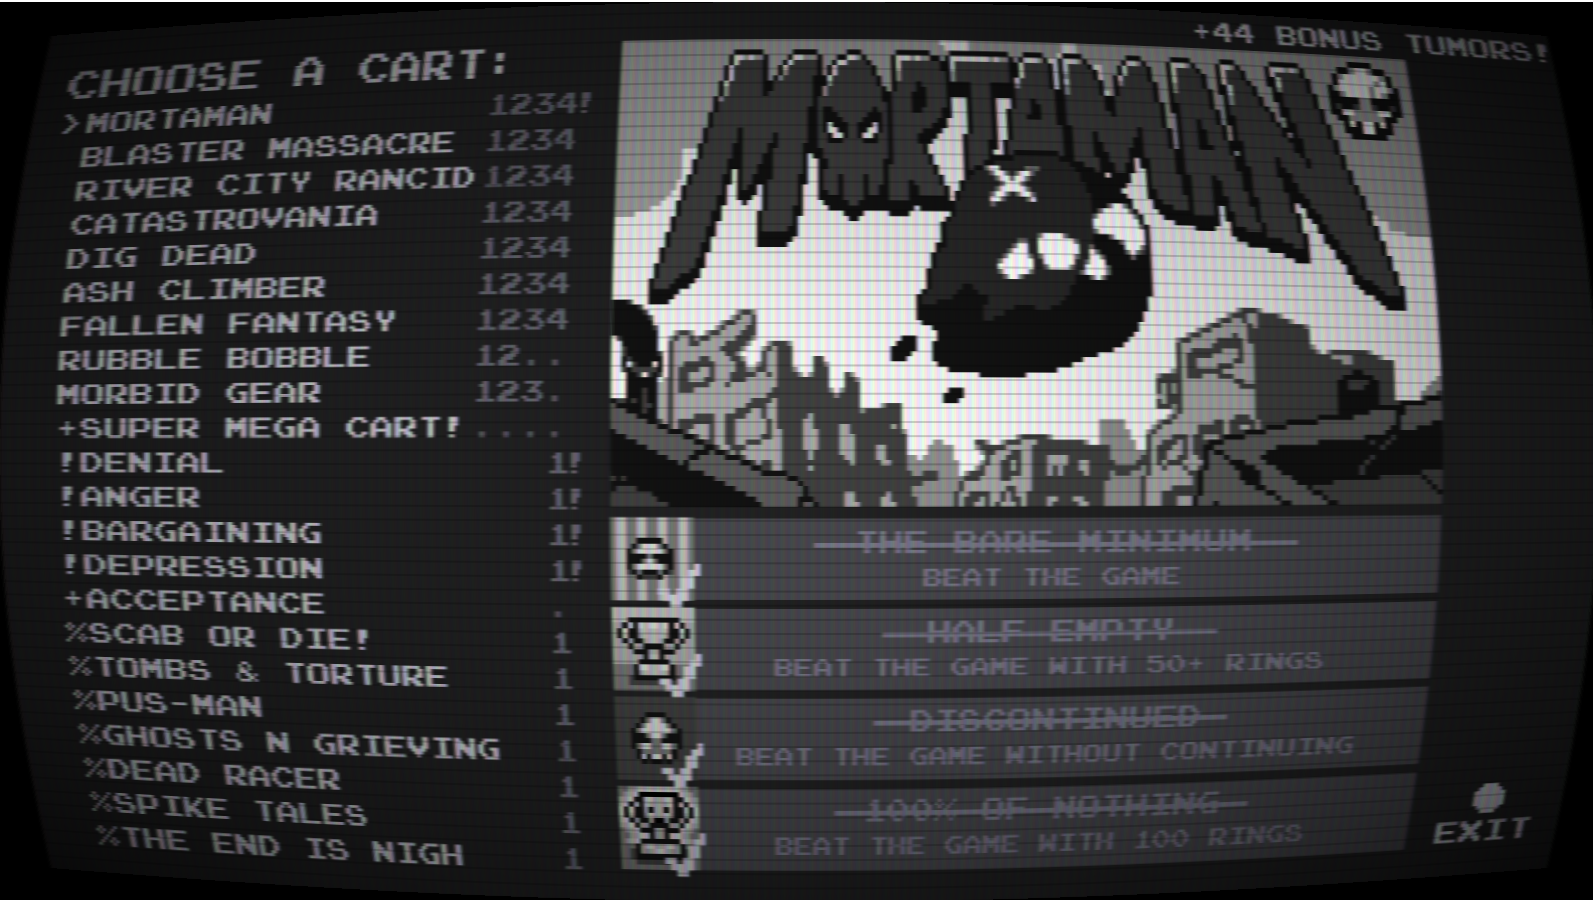 +44 BONUS TUMORS!
CHOOSE A CART:
>MORTAMAN 1234!
BLASTER MASSACRE 1234
RIVER CITY RANCID 1234
CATASTROVANIA 1234
DIG DEAD 1234
ASH CLIMBER 1234
FALLEN FANTASY 1234
RUBBLE BOBBLE 12..
MORBID GEAR 123.
+SUPER MEGA CART! ....
!DENIAL 1!
!ANGER 1!
!BARGAINING 1!
!DEPRESSION 1!
+ACCEPTANCE .
%SCAB OR DIE! 1
%TOMBS & TORTURE 1
%PUS-MAN 1
%GHOSTS N GRIEVING 1
%DEAD RACER 1
%SPIKE TALES 1
%THE END IS NIGH 1
MORTAMAN
THE BARE MINIMUM
BEAT THE GAME
HALF EMPTY
BEAT THE GAME WITH 50+ RINGS
DISCONTINUED
BEAT THE GAME WITHOUT CONTINUING
100% OF NOTHING
BEAT THE GAME WITH 100 RINGS
EXIT